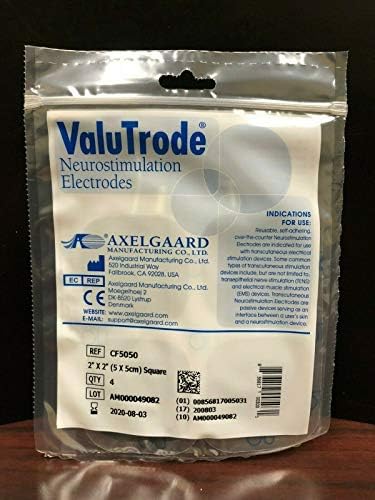 ValuTrode®
Neurostimulation
Electrodes
AXELGAARD
MANUFACTURING CO., LTD.
Axelgaard Manufacturing Co., Ltd.
520 Industrial Way
Fallbrook, CA 92028, USA
EC REP
Axelgaard Manufacturing Co., Ltd.
Moegelhoej 2
DK-8520 Lystrup
Denmark
CE
WEBSITE:
E-MAIL: support@axelgaard.com
INDICATIONS
FOR USE:
Reusable, self-adhering,
over-the-counter Neurostimulation
Electrodes are indicated for use
with transcutaneous electrical
stimulation devices. Some common
types of transcutaneous stimulation
devices include, but are not limited to,
transepithelial nerve stimulation (TENS)
and electrical muscle stimulation
(EMS) devices. Transcutaneous
Neurostimulation Electrodes are
passive devices serving as an
interface between a user's skin
and a neurostimulation device.
REF CF5050
2" X 2" (5 X 5cm) Square
QTY 4
LOT AM000049082
2020-08-03
(01) 00856817005031
(17) 200803
(10) AM000049082